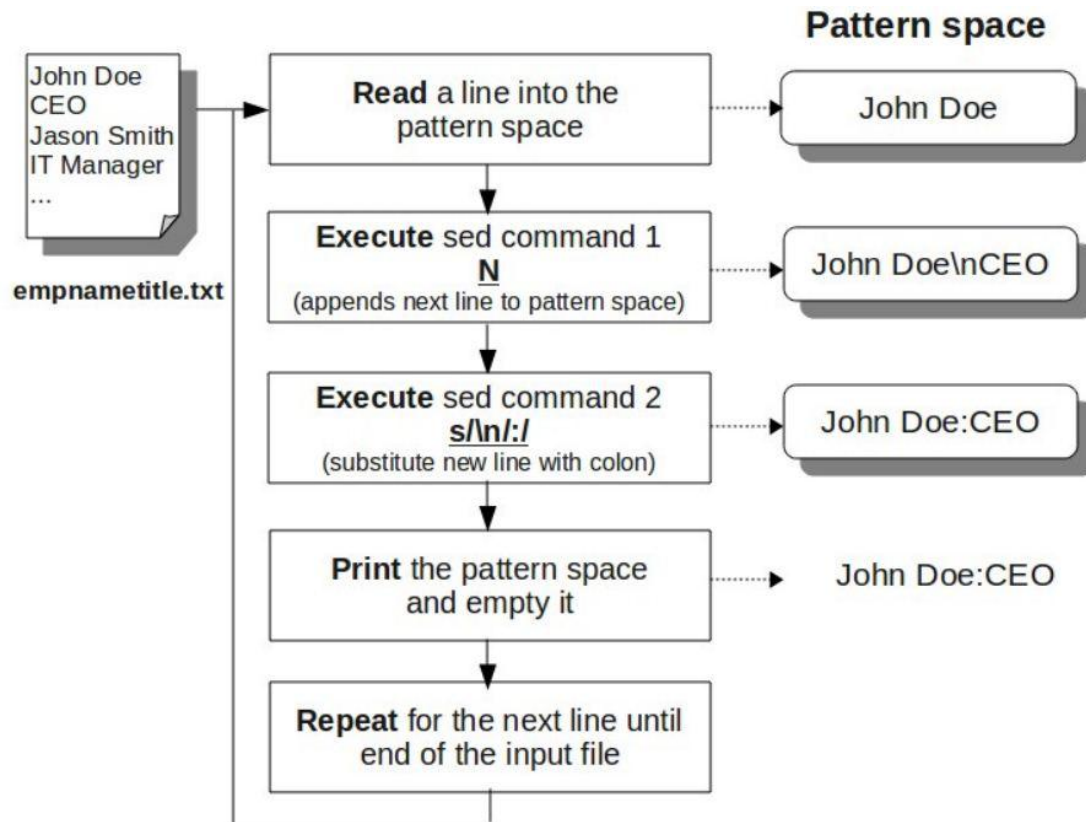 Pattern space
John Doe
CEO
Jason Smith
IT Manager
...
empnametitle.txt
Read a line into the
pattern space
John Doe
Execute sed command 1
N
(appends next line to pattern space)
John Doe\nCEO
Execute sed command 2
s/\n/:/
(substitute new line with colon)
John Doe:CEO
Print the pattern space
and empty it
John Doe:CEO
Repeat for the next line until
end of the input file